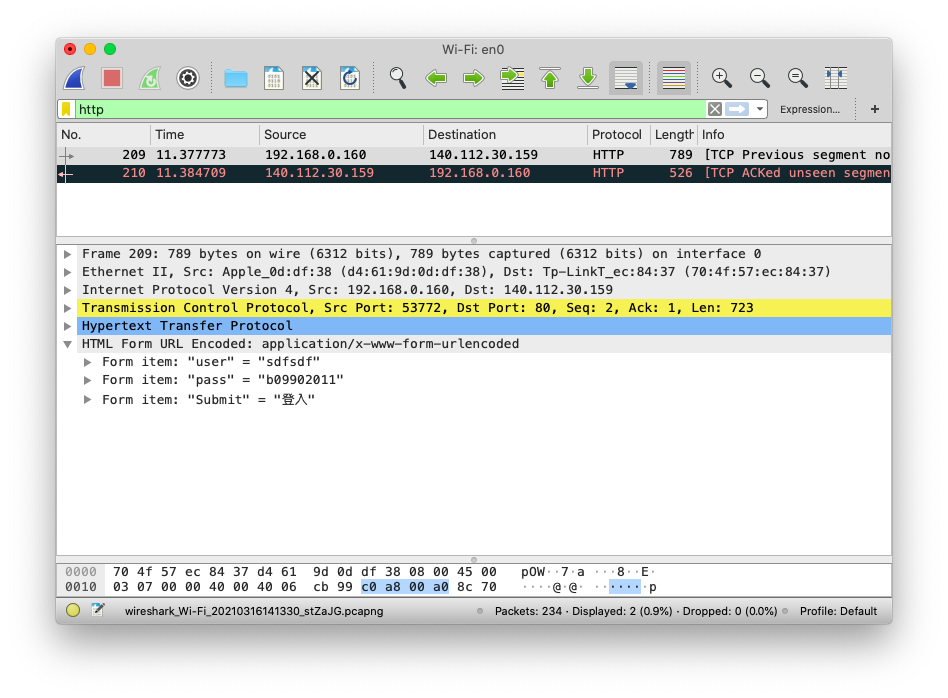 Wi-Fi: en0
http
Expression...
+
No. Time Source Destination Protocol Length Info
209 11.377773 192.168.0.160 140.112.30.159 HTTP 789 [TCP Previous segment no
210 11.384709 140.112.30.159 192.168.0.160 HTTP 526 [TCP ACKed unseen segmen
Frame 209: 789 bytes on wire (6312 bits), 789 bytes captured (6312 bits) on interface 0
Ethernet II, Src: Apple_0d:df:38 (d4:61:9d:0d:df:38), Dst: Tp-LinkT_ec:84:37 (70:4f:57:ec:84:37)
Internet Protocol Version 4, Src: 192.168.0.160, Dst: 140.112.30.159
Transmission Control Protocol, Src Port: 53772, Dst Port: 80, Seq: 2, Ack: 1, Len: 723
Hypertext Transfer Protocol
HTML Form URL Encoded: application/x-www-form-urlencoded
Form item: "user" = "sdfsdf"
Form item: "pass" = "b09902011"
Form item: "Submit" = "登入"
0000 70 4f 57 ec 84 37 d4 61 9d 0d df 38 08 00 45 00 pOW··7·a ···8··E·
0010 03 07 00 00 40 00 40 06 cb 99 c0 a8 00 a0 8c 70 ····@·@· ·······p
wireshark_Wi-Fi_20210316141330_stZaJG.pcapng
Packets: 234 · Displayed: 2 (0.9%) · Dropped: 0 (0.0%)
Profile: Default